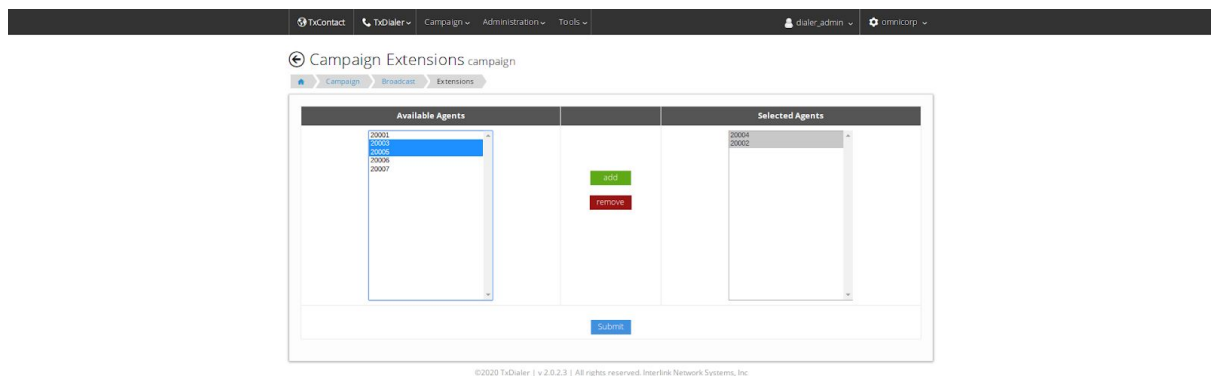 TxContact TxDialer Campaign Administration Tools dialer_admin omnicorp
Campaign Extensions campaign
Campaign Broadcast Extensions
Available Agents Selected Agents
20001 20004
20003 20002
20005
20006
20007
add
remove
Submit
©2020 TxDialer | v 2.0.2.3 | All rights reserved. Interlink Network Systems, Inc